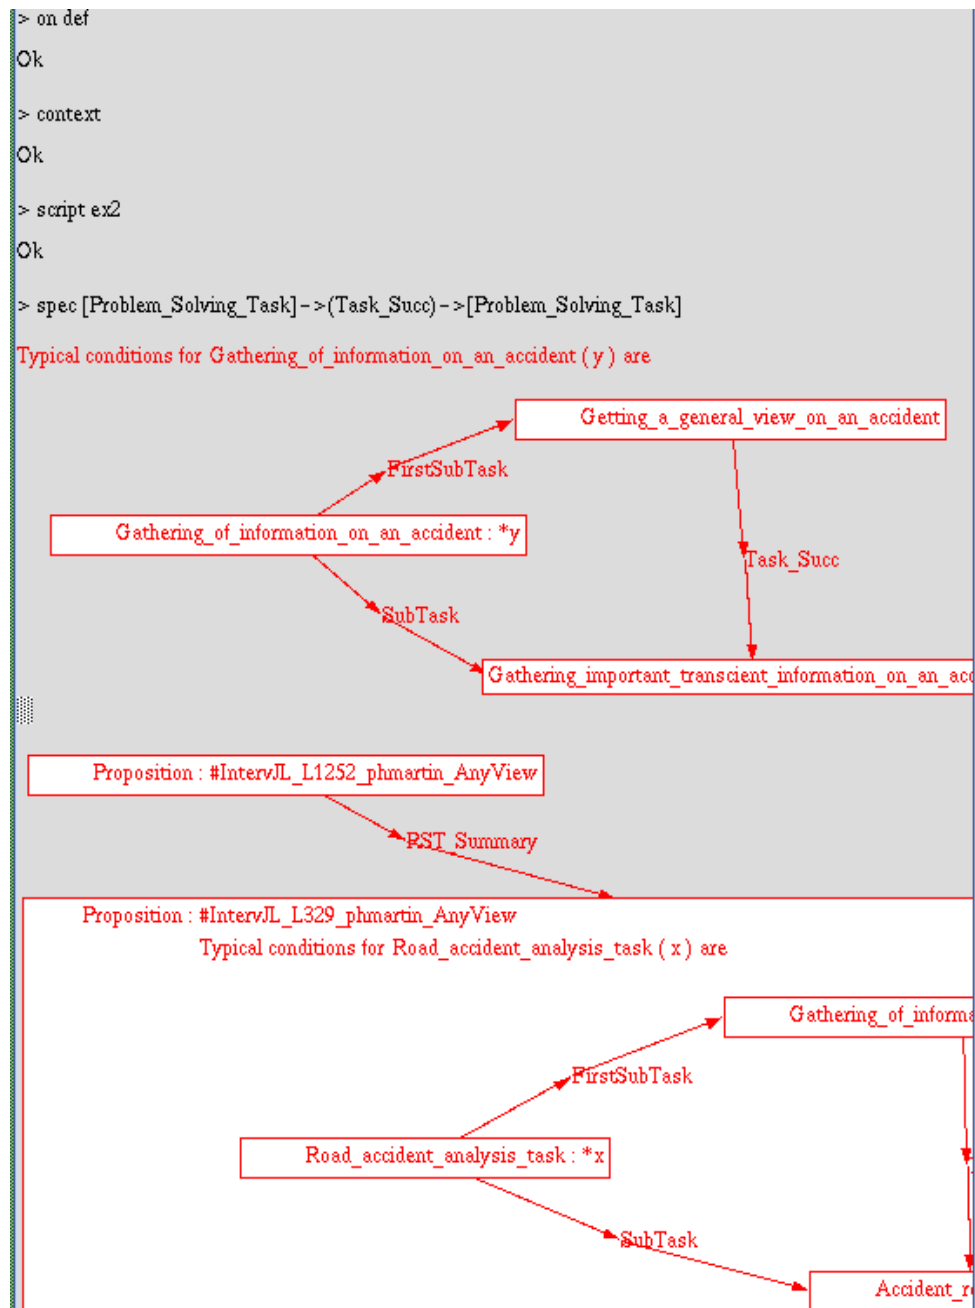 > on def
Ok
> context
Ok
> script ex2
Ok
> spec [Problem_Solving_Task]->(Task_Succ)->[Problem_Solving_Task]
Typical conditions for Gathering_of_information_on_an_accident ( y ) are
Getting_a_general_view_on_an_accident
FirstSubTask
Gathering_of_information_on_an_accident : *y
Task_Succ
SubTask
Gathering_important_transcient_information_on_an_acc
Proposition : #IntervJL_L1252_phmartin_AnyView
RST_Summary
Proposition : #IntervJL_L329_phmartin_AnyView
Typical conditions for Road_accident_analysis_task ( x ) are
Gathering_of_informa
FirstSubTask
Road_accident_analysis_task : *x
SubTask
Accident_r